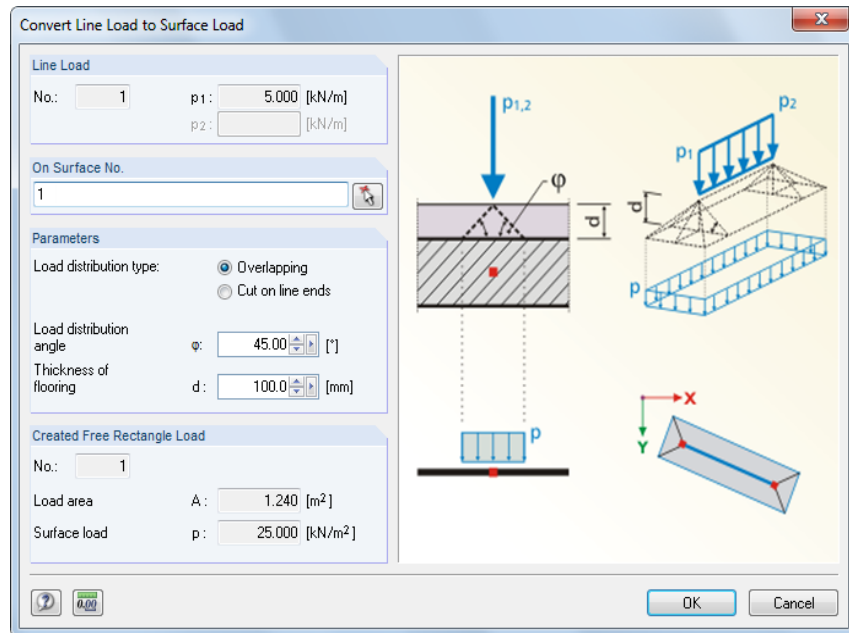 Convert Line Load to Surface Load
Line Load
No.: 1 p1: 5.000 [kN/m]
p2: [kN/m]
On Surface No.
1
Parameters
Load distribution type: Overlapping
Cut on line ends
Load distribution
angle φ: 45.00 [°]
Thickness of
flooring d: 100.0 [mm]
Created Free Rectangle Load
No.: 1
Load area A: 1.240 [m²]
Surface load p: 25.000 [kN/m²]
p1,2
φ
d
p
p1
p2
d
p
X
Y
0.00
OK
Cancel